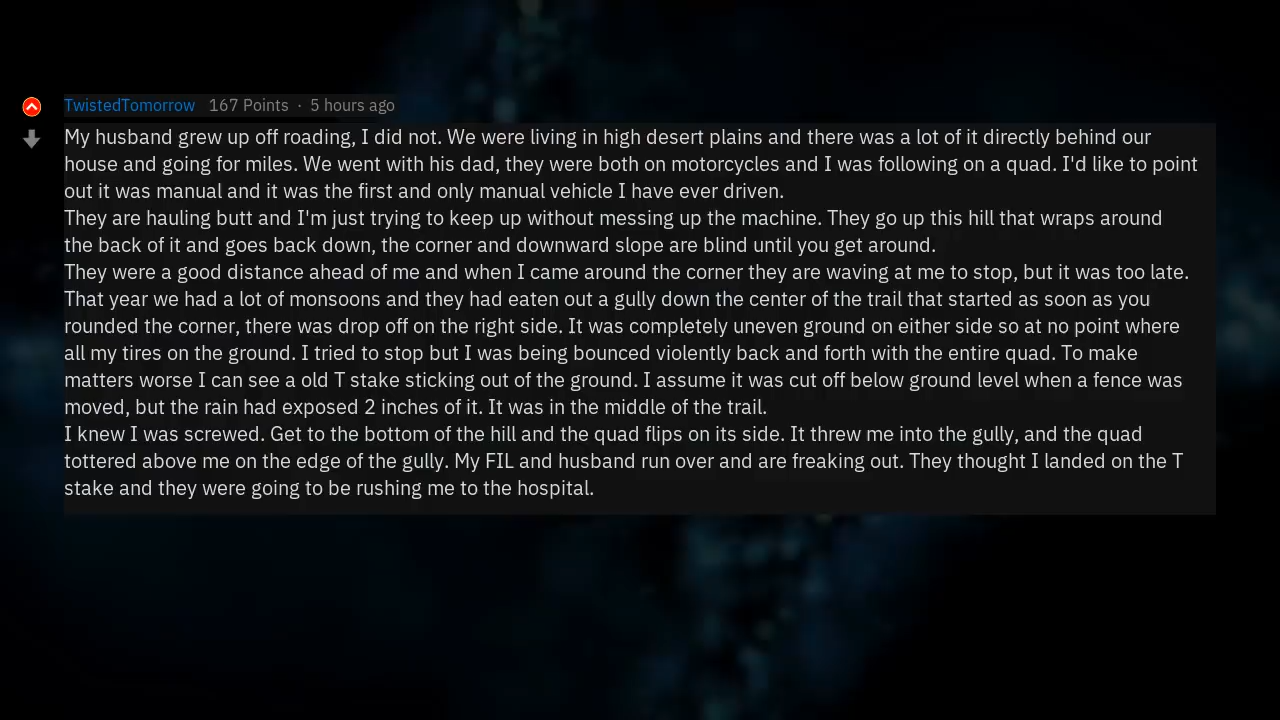 TwistedTomorrow 167 Points · 5 hours ago
My husband grew up off roading, I did not. We were living in high desert plains and there was a lot of it directly behind our
house and going for miles. We went with his dad, they were both on motorcycles and I was following on a quad. I'd like to point
out it was manual and it was the first and only manual vehicle I have ever driven.
They are hauling butt and I'm just trying to keep up without messing up the machine. They go up this hill that wraps around
the back of it and goes back down, the corner and downward slope are blind until you get around.
They were a good distance ahead of me and when I came around the corner they are waving at me to stop, but it was too late.
That year we had a lot of monsoons and they had eaten out a gully down the center of the trail that started as soon as you
rounded the corner, there was drop off on the right side. It was completely uneven ground on either side so at no point where
all my tires on the ground. I tried to stop but I was being bounced violently back and forth with the entire quad. To make
matters worse I can see a old T stake sticking out of the ground. I assume it was cut off below ground level when a fence was
moved, but the rain had exposed 2 inches of it. It was in the middle of the trail.
I knew I was screwed. Get to the bottom of the hill and the quad flips on its side. It threw me into the gully, and the quad
tottered above me on the edge of the gully. My FIL and husband run over and are freaking out. They thought I landed on the T
stake and they were going to be rushing me to the hospital.